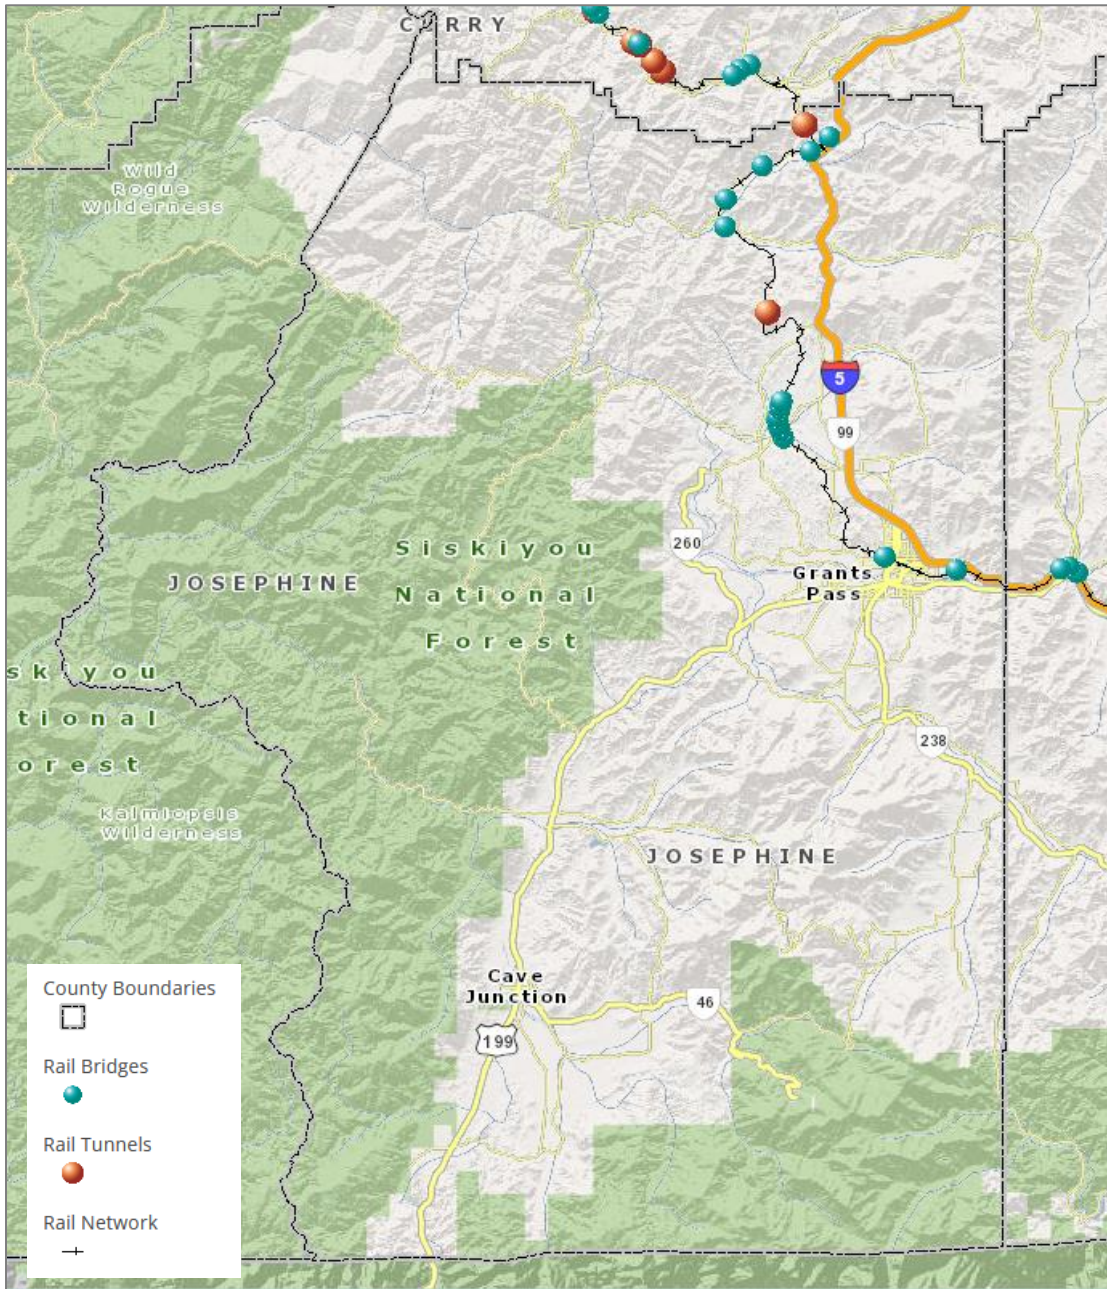 CURRY
Wild
Rogue
Wilderness
5
99
260
Siskiyou
National
Forest
JOSEPHINE
Grants
Pass
skiyou
tional
orest
238
Kalmiopsis
Wilderness
JOSEPHINE
Cave
Junction
46
199
County Boundaries
Rail Bridges
Rail Tunnels
Rail Network